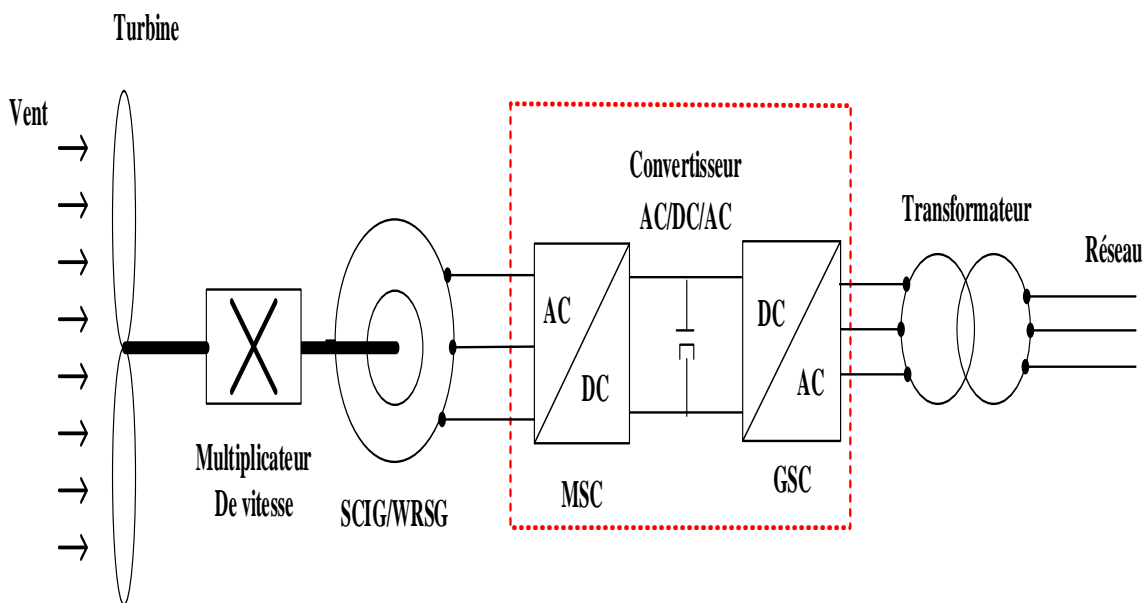 Turbine
Vent
Convertisseur
AC/DC/AC
Transformateur
Réseau
AC
DC
DC
AC
Multiplicateur
De vitesse
SCIG/WRSG
MSC
GSC